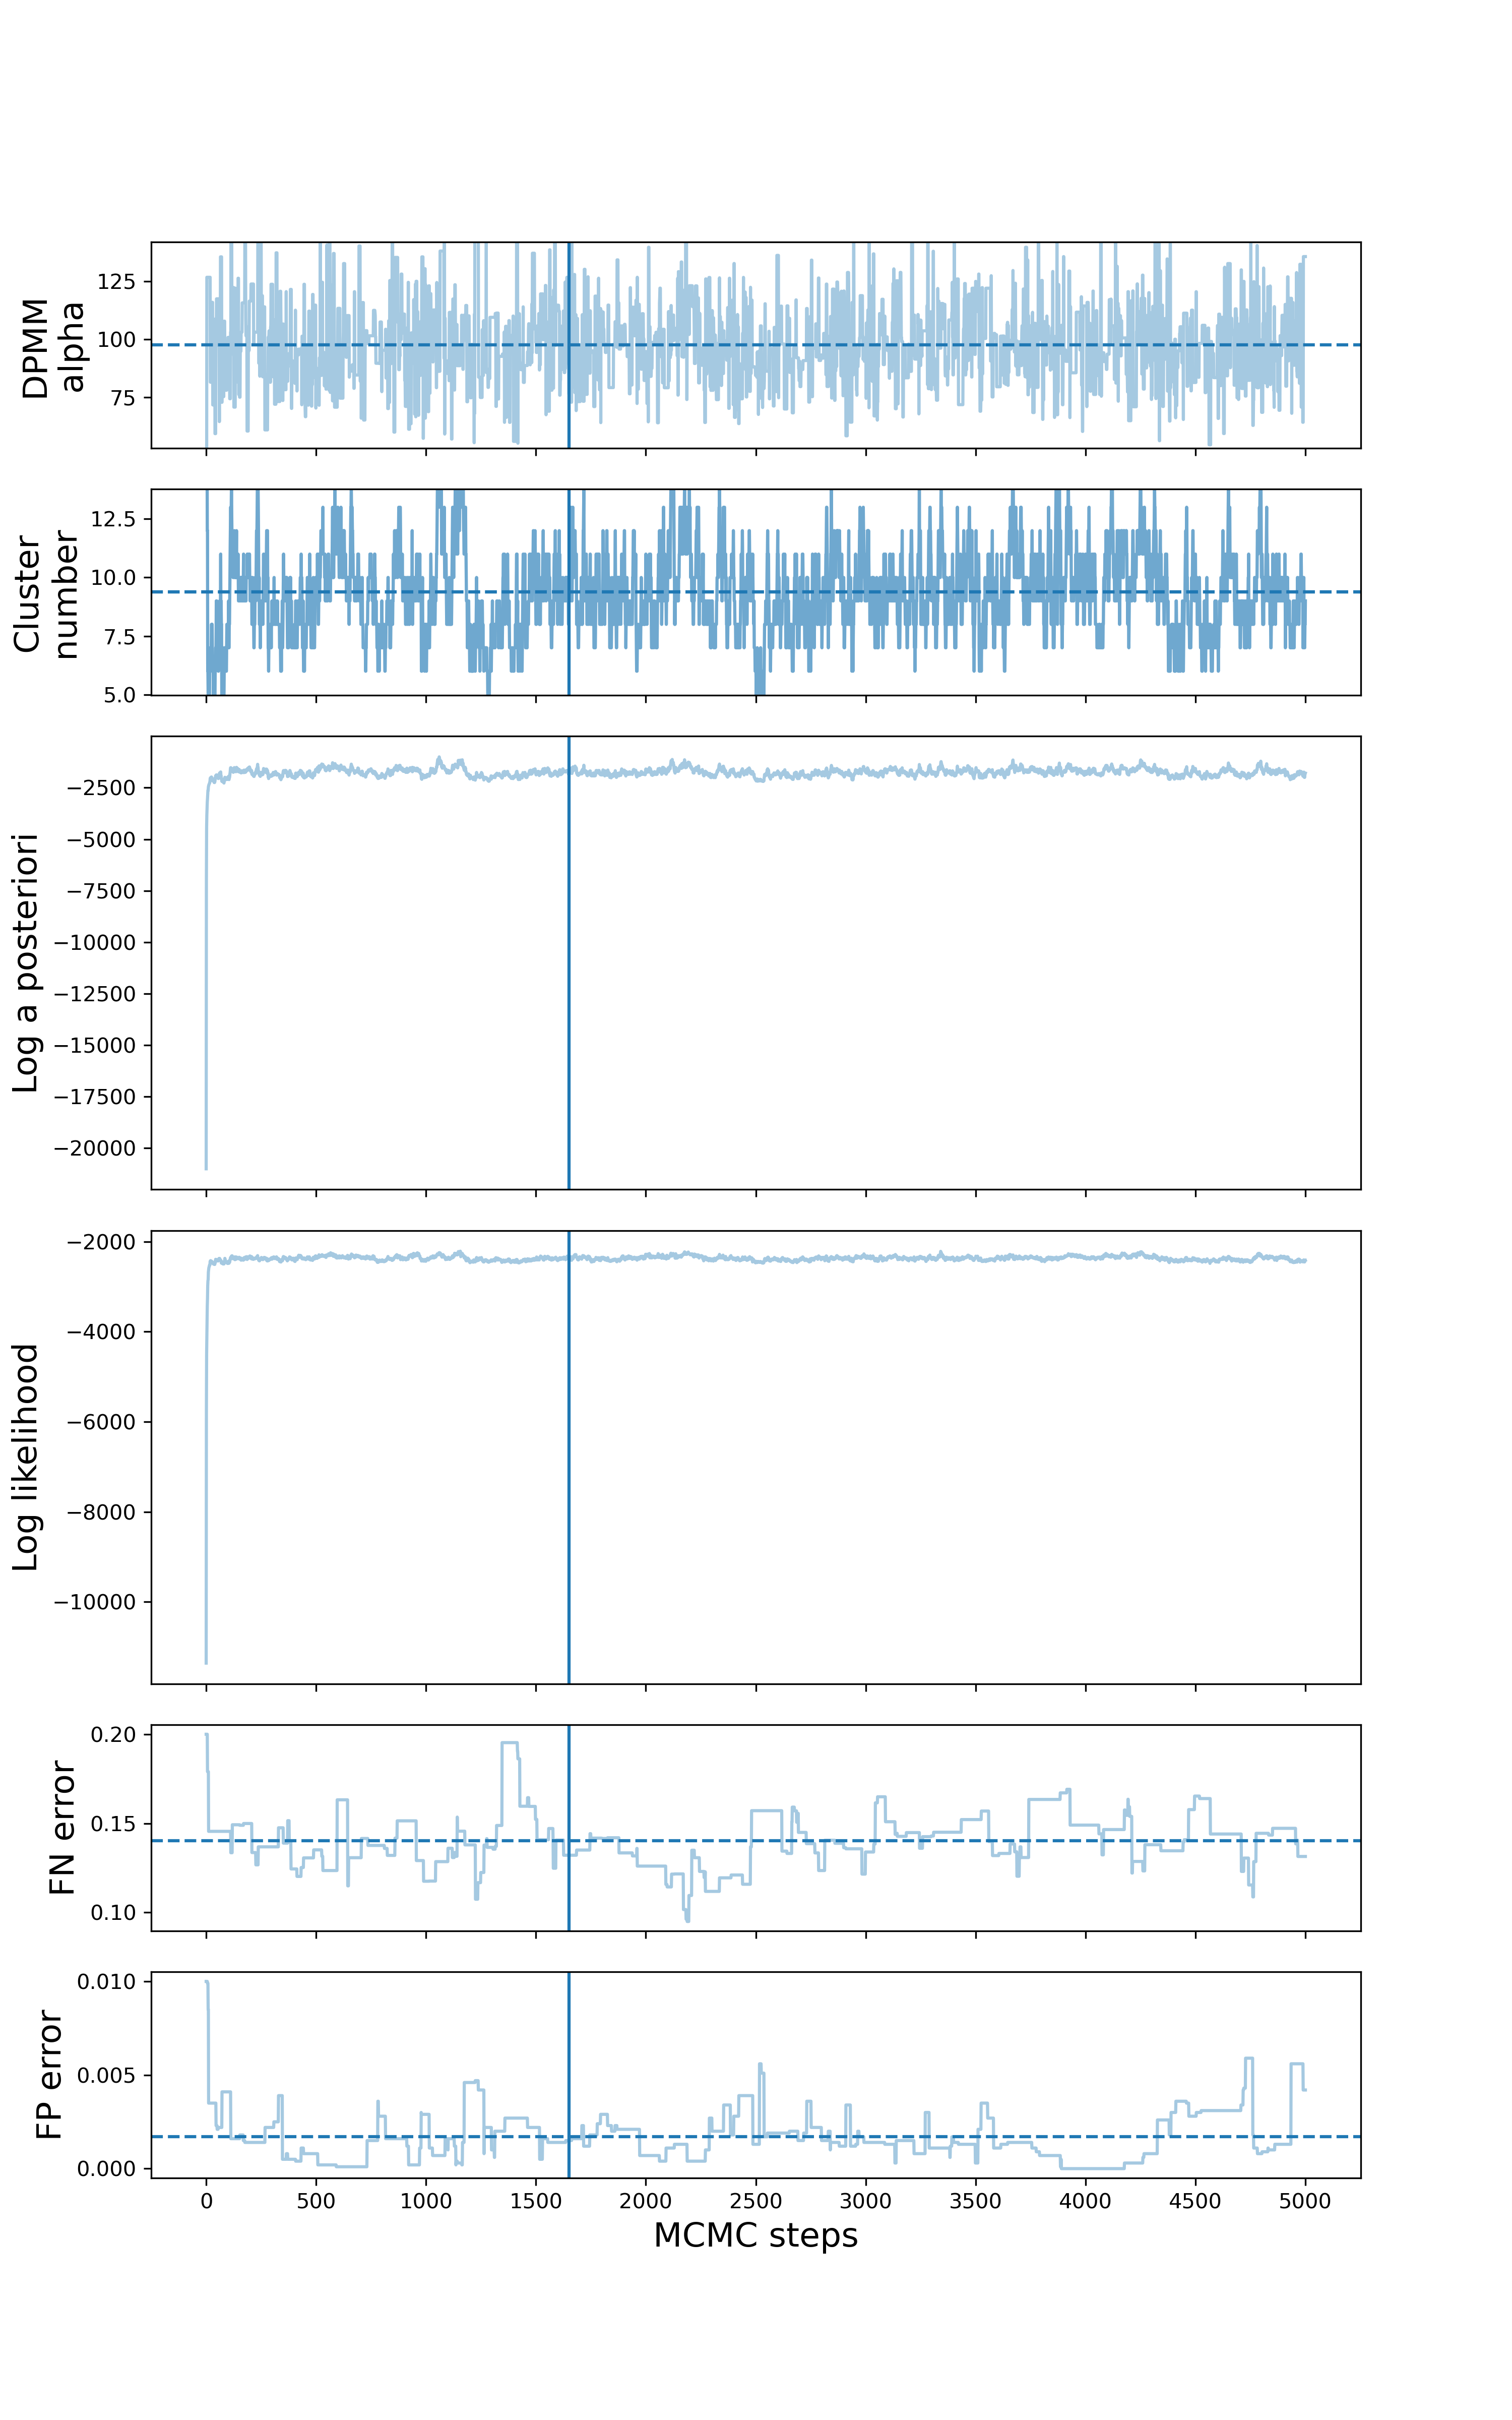 DPMM
alpha
125
100
75
Cluster
number
12.5
10.0
7.5
5.0
Log a posteriori
−2500
−5000
−7500
−10000
−12500
−15000
−17500
−20000
Log likelihood
−2000
−4000
−6000
−8000
−10000
FN error
0.20
0.15
0.10
FP error
0.010
0.005
0.000
0 500 1000 1500 2000 2500 3000 3500 4000 4500 5000
MCMC steps